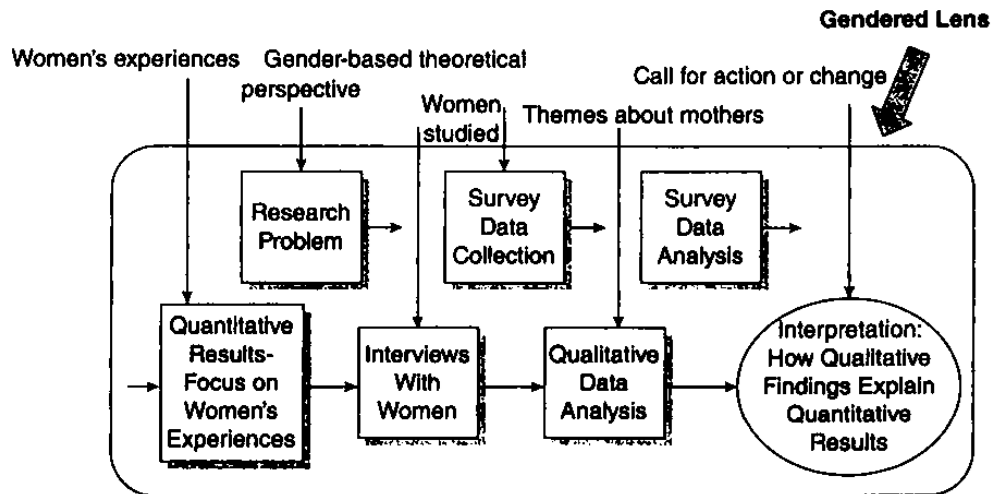 Gendered Lens
Women's experiences
Gender-based theoretical
perspective
Women
studied
Themes about mothers
Call for action or change
Research
Problem
Survey
Data
Collection
Survey
Data
Analysis
Quantitative
Results-
Focus on
Women's
Experiences
Interviews
With
Women
Qualitative
Data
Analysis
Interpretation:
How Qualitative
Findings Explain
Quantitative
Results